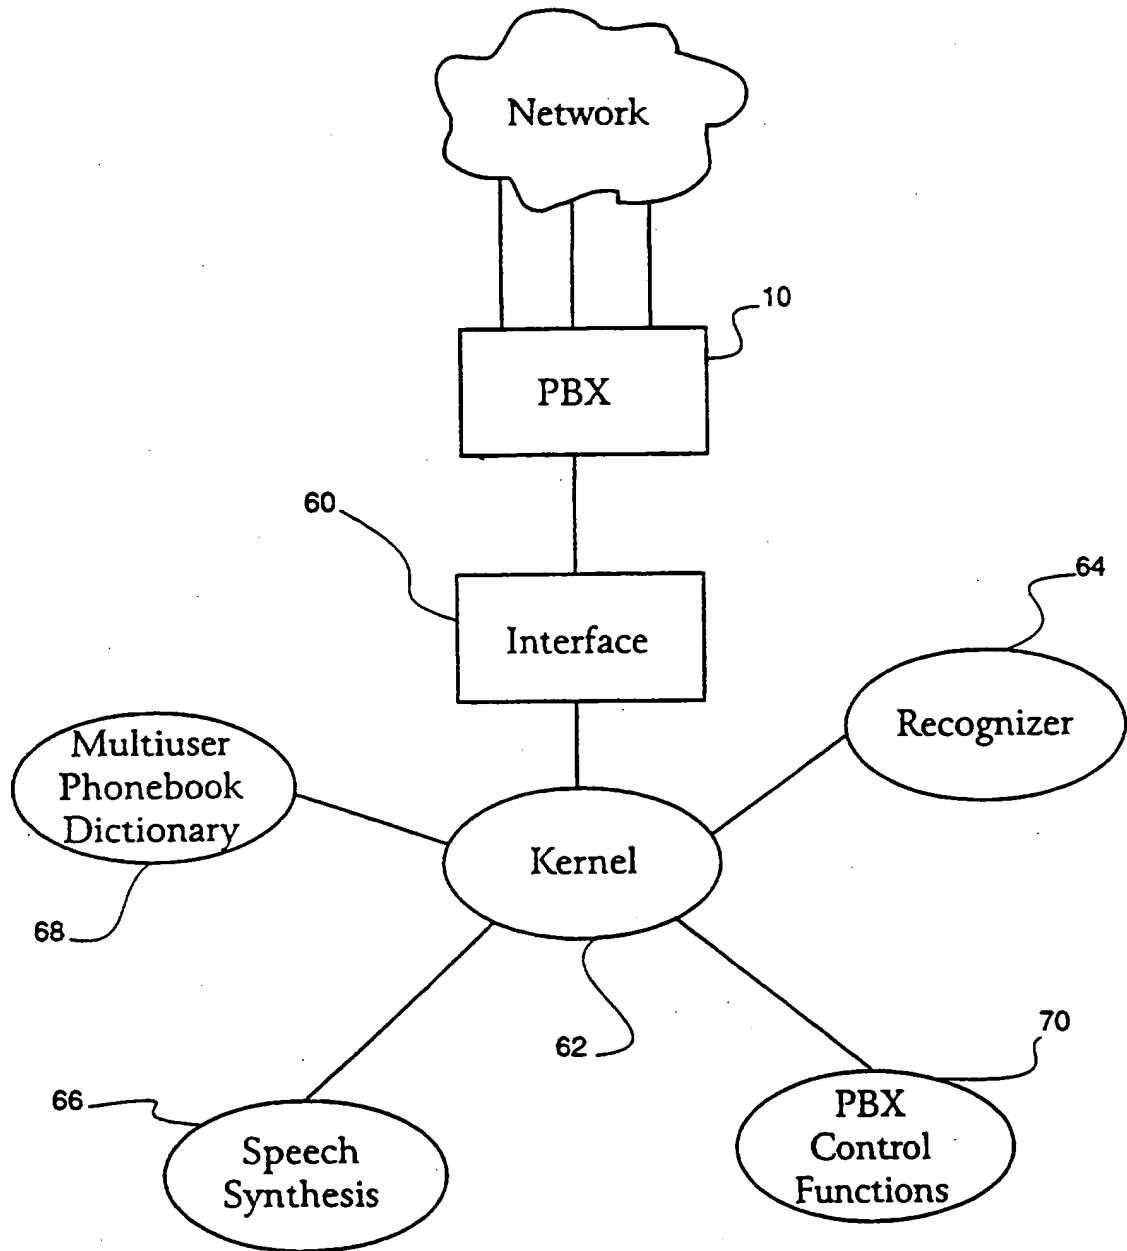 Network
10
PBX
60
Interface
64
Recognizer
Multiuser
Phonebook
Dictionary
Kernel
68
62
70
66
Speech
Synthesis
PBX
Control
Functions